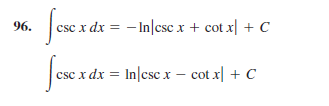 96. ∫ csc x dx = −ln|csc x + cot x| + C
∫ csc x dx = ln|csc x − cot x| + C